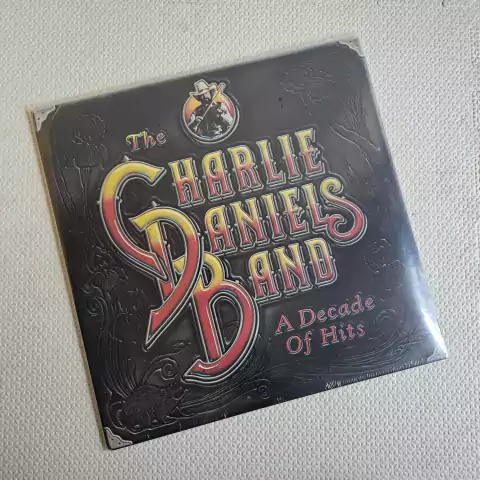 The
CHARLIE
DANIELS
BAND
A Decade
Of Hits